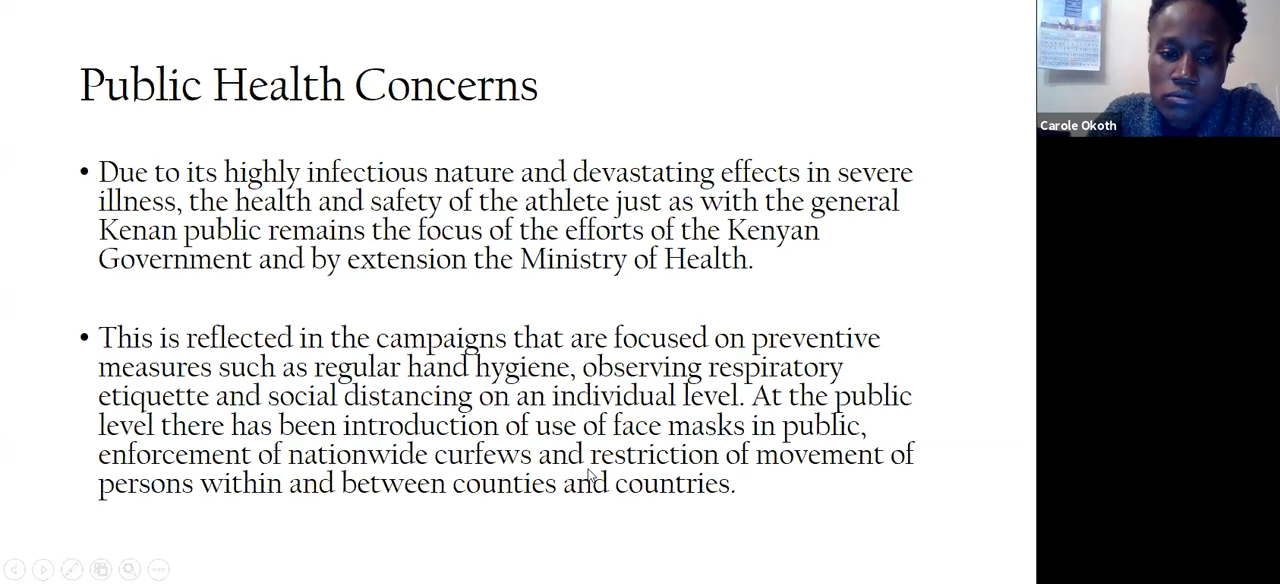 Public Health Concerns
• Due to its highly infectious nature and devastating effects in severe
illness, the health and safety of the athlete just as with the general
Kenan public remains the focus of the efforts of the Kenyan
Government and by extension the Ministry of Health.
• This is reflected in the campaigns that are focused on preventive
measures such as regular hand hygiene, observing respiratory
etiquette and social distancing on an individual level. At the public
level there has been introduction of use of face masks in public,
enforcement of nationwide curfews and restriction of movement of
persons within and between counties and countries.
Carole Okoth